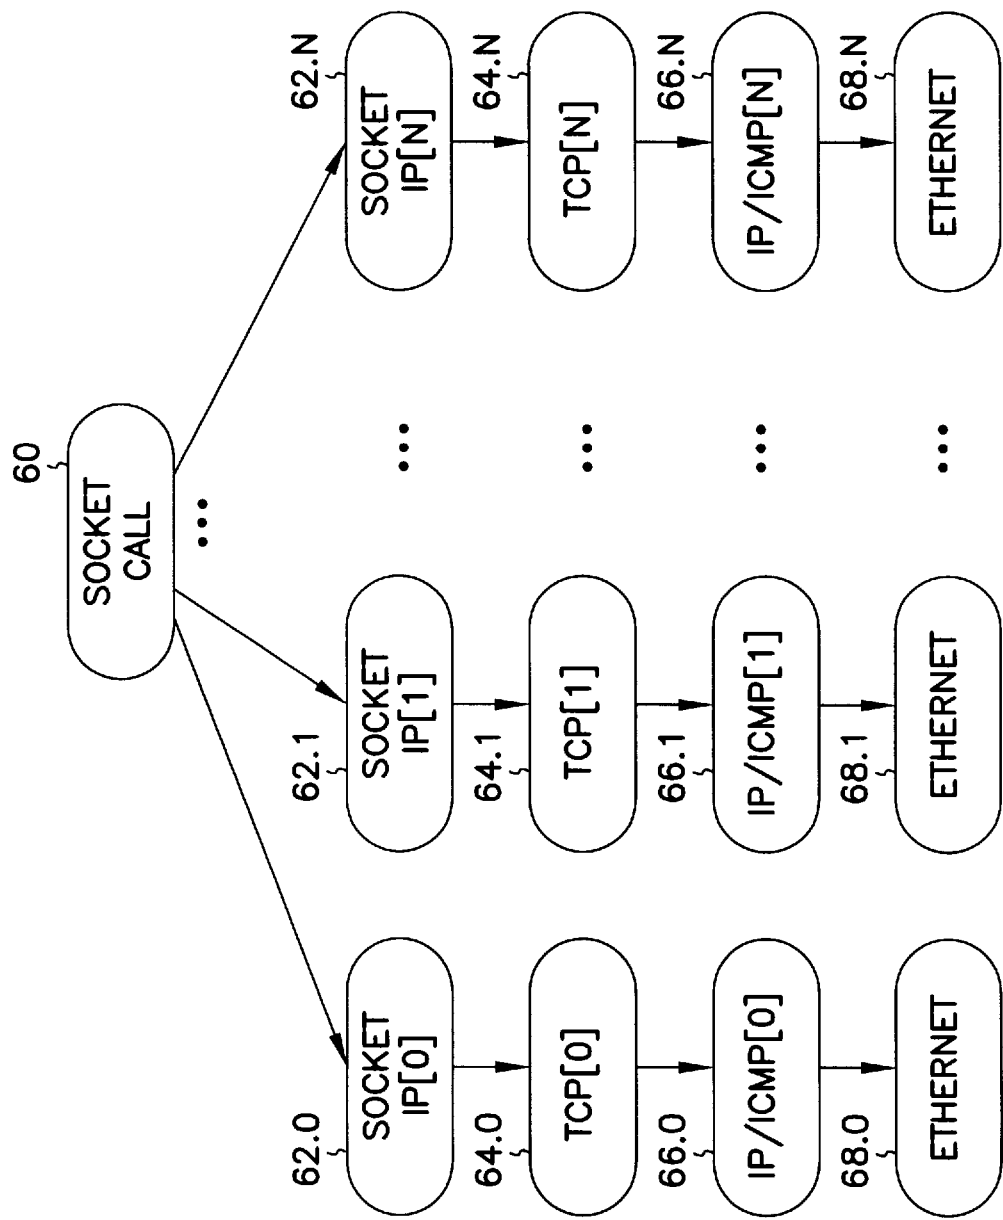 60
SOCKET
CALL
62.0
SOCKET
IP[0]
62.1
SOCKET
IP[1]
...
62.N
SOCKET
IP[N]
...
64.0
TCP[0]
64.1
TCP[1]
...
64.N
TCP[N]
66.0
IP/ICMP[0]
66.1
IP/ICMP[1]
...
66.N
IP/ICMP[N]
68.0
ETHERNET
68.1
ETHERNET
...
68.N
ETHERNET